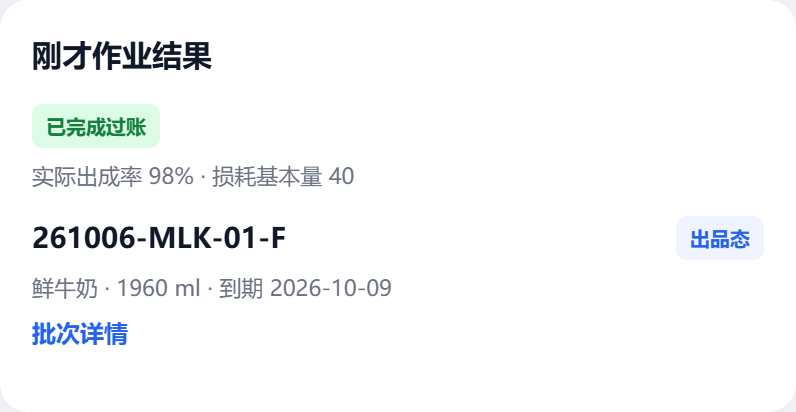 刚才作业结果
已完成过账
实际出成率 98% · 损耗基本量 40
261006-MLK-01-F
出品态
鲜牛奶 · 1960 ml · 到期 2026-10-09
批次详情